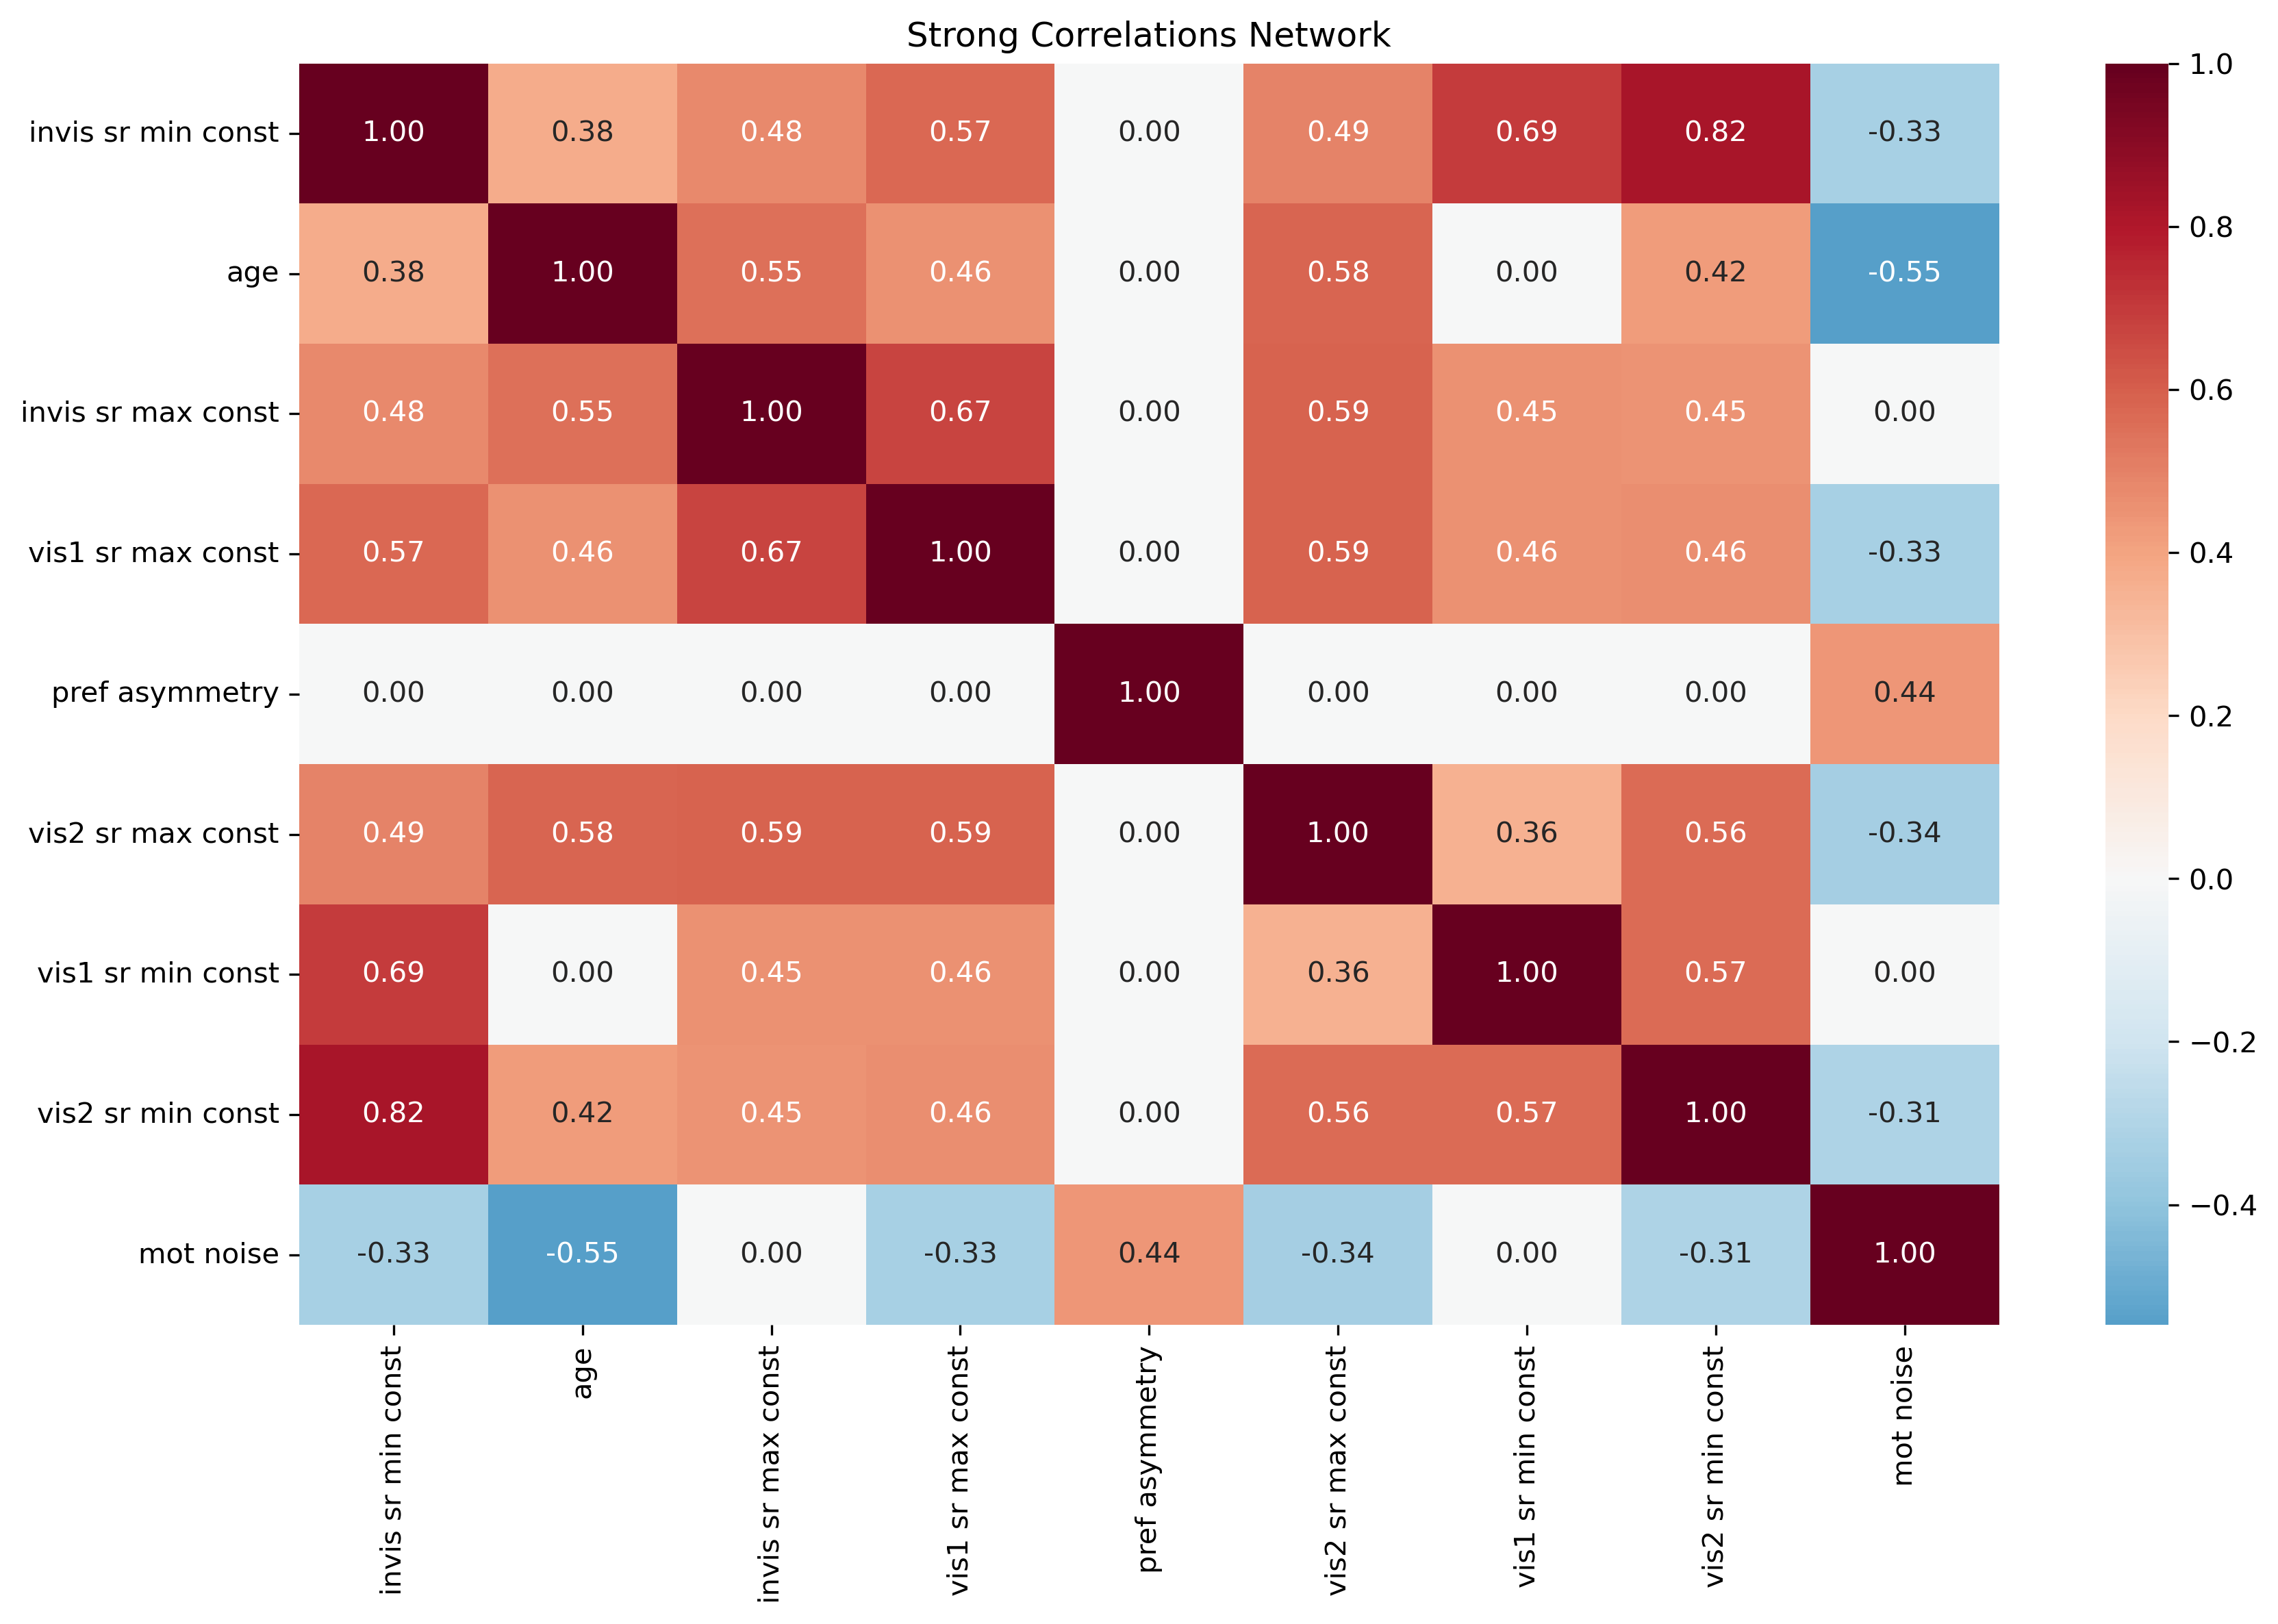 Strong Correlations Network
invis sr min const 1.00 0.38 0.48 0.57 0.00 0.49 0.69 0.82 -0.33
age 0.38 1.00 0.55 0.46 0.00 0.58 0.00 0.42 -0.55
invis sr max const 0.48 0.55 1.00 0.67 0.00 0.59 0.45 0.45 0.00
vis1 sr max const 0.57 0.46 0.67 1.00 0.00 0.59 0.46 0.46 -0.33
pref asymmetry 0.00 0.00 0.00 0.00 1.00 0.00 0.00 0.00 0.44
vis2 sr max const 0.49 0.58 0.59 0.59 0.00 1.00 0.36 0.56 -0.34
vis1 sr min const 0.69 0.00 0.45 0.46 0.00 0.36 1.00 0.57 0.00
vis2 sr min const 0.82 0.42 0.45 0.46 0.00 0.56 0.57 1.00 -0.31
mot noise -0.33 -0.55 0.00 -0.33 0.44 -0.34 0.00 -0.31 1.00
invis sr min const
age
invis sr max const
vis1 sr max const
pref asymmetry
vis2 sr max const
vis1 sr min const
vis2 sr min const
mot noise
1.0
0.8
0.6
0.4
0.2
0.0
−0.2
−0.4